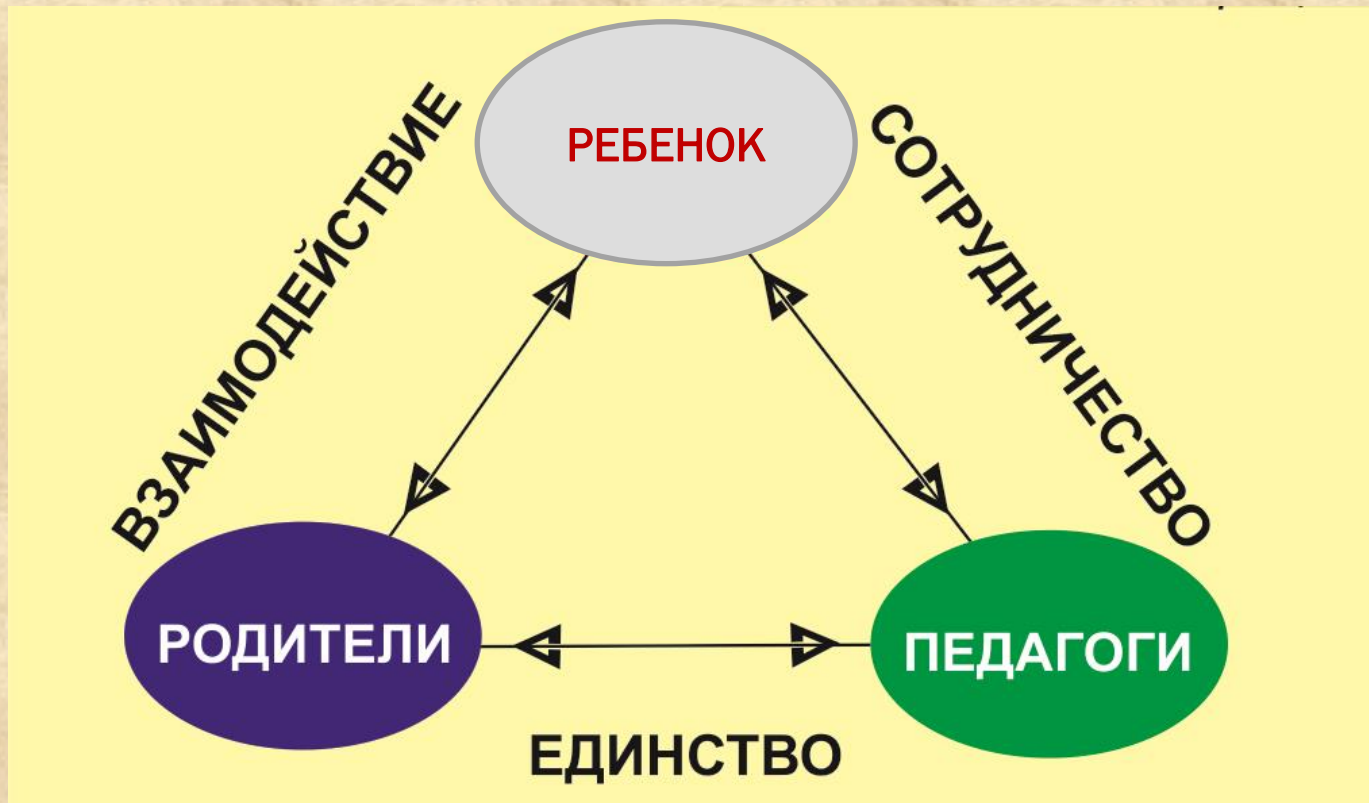 РЕБЕНОК
ВЗАИМОДЕЙСТВИЕ
СОТРУДНИЧЕСТВО
РОДИТЕЛИ
ПЕДАГОГИ
ЕДИНСТВО